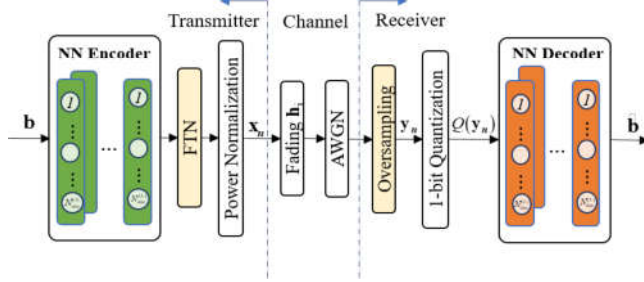 Transmitter Channel Receiver
NN Encoder
NN Decoder
b
1
1
FTN
Power Normalization
x_n
Fading h_i
AWGN
Oversampling
y_n
1-bit Quantization
Q(y_n)
1
1
b